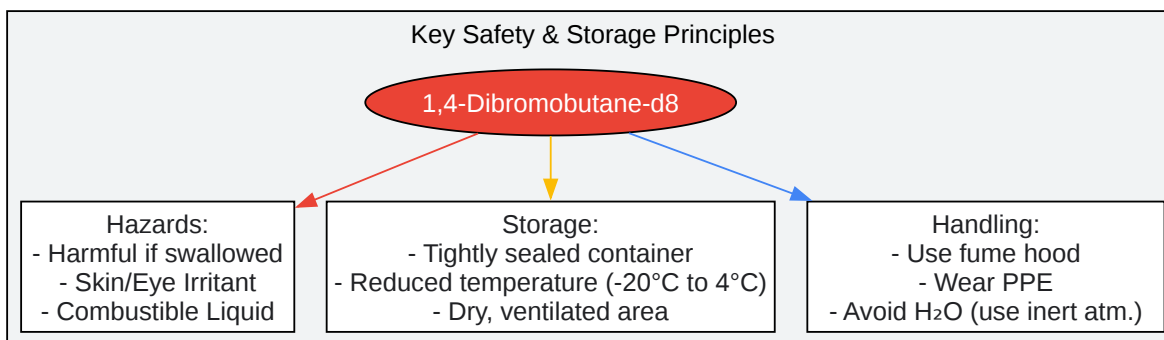 Key Safety & Storage Principles
1,4-Dibromobutane-d8
Hazards:
- Harmful if swallowed
- Skin/Eye Irritant
- Combustible Liquid
Storage:
- Tightly sealed container
- Reduced temperature (-20°C to 4°C)
- Dry, ventilated area
Handling:
- Use fume hood
- Wear PPE
- Avoid H₂O (use inert atm.)